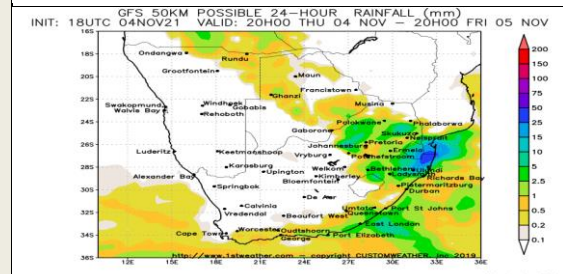 GFS 50KM POSSIBLE 24-HOUR RAINFALL (mm)
INIT: 18UTC 04NOV21 VALID: 20H00 THU 04 NOV - 20H00 FRI 05 NOV
16S
18S
20S
22S
24S
26S
28S
30S
32S
34S
36S
Ondangwa
Rundu
Grootfontein
Maun
Francistown
Ghanzi
Musina
Swakopmund
Walvis Bay
Windhoek
Gobabis
Rehoboth
Polokwane
Phalaborwa
Gaborone
Skukuza
Nelspruit
Johannesburg
Pretoria
Ermelo
Luderitz
Keetmanshoop
Vryburg
Potchefstroom
Karasburg
Upington
Welkom
Bethlehem
Ladysmith
Kimberley
Bloemfontein
Richards Bay
Alexander Bay
Springbok
Pietermaritzburg
Durban
De Aar
Calvinia
Vredendal
Beaufort West
Umtata
Queenstown
Port St Johns
East London
Cape Town
Worcester
Oudtshoorn
George
Port Elizabeth
http://www.1stweather.com - copyright CUSTOMWEATHER, inc 2019
12E
15E
18E
21E
24E
27E
30E
33E
36E
200
150
100
75
50
25
15
10
5
2.5
1
0.5
0.2
0.1